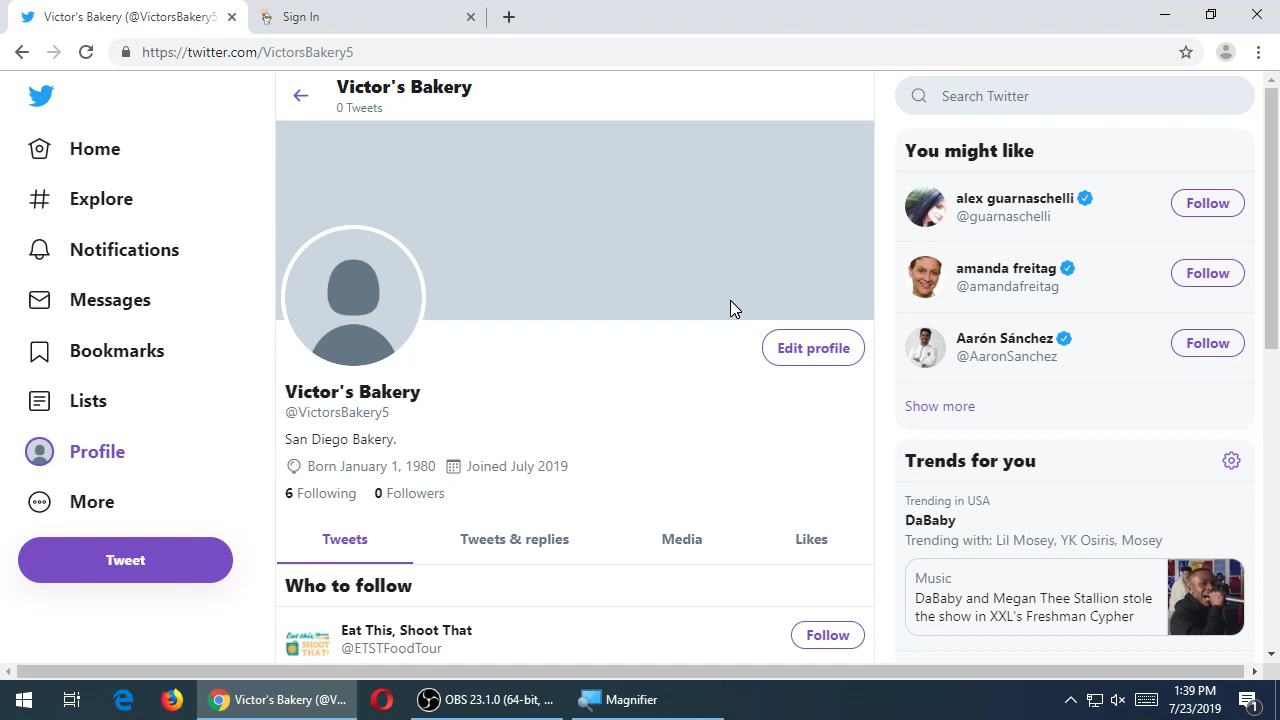 Victor's Bakery (@VictorsBakery5
Sign In
https://twitter.com/VictorsBakery5
Home
Explore
Notifications
Messages
Bookmarks
Lists
Profile
More
Tweet
Victor's Bakery
0 Tweets
Edit profile
Victor's Bakery
@VictorsBakery5
San Diego Bakery.
Born January 1, 1980 Joined July 2019
6 Following 0 Followers
Tweets Tweets & replies Media Likes
Who to follow
Eat This, Shoot That
@ETSTFoodTour
Follow
Eat this, SHOOT THAT!
Search Twitter
You might like
alex guarnaschelli
@guarnaschelli
Follow
amanda freitag
@amandafreitag
Follow
Aarón Sánchez
@AaronSanchez
Follow
Show more
Trends for you
Trending in USA
DaBaby
Trending with: Lil Mosey, YK Osiris, Mosey
Music
DaBaby and Megan Thee Stallion stole
the show in XXL's Freshman Cypher
Victor's Bakery (@V...
OBS 23.1.0 (64-bit, ...
Magnifier
1:39 PM
7/23/2019
1